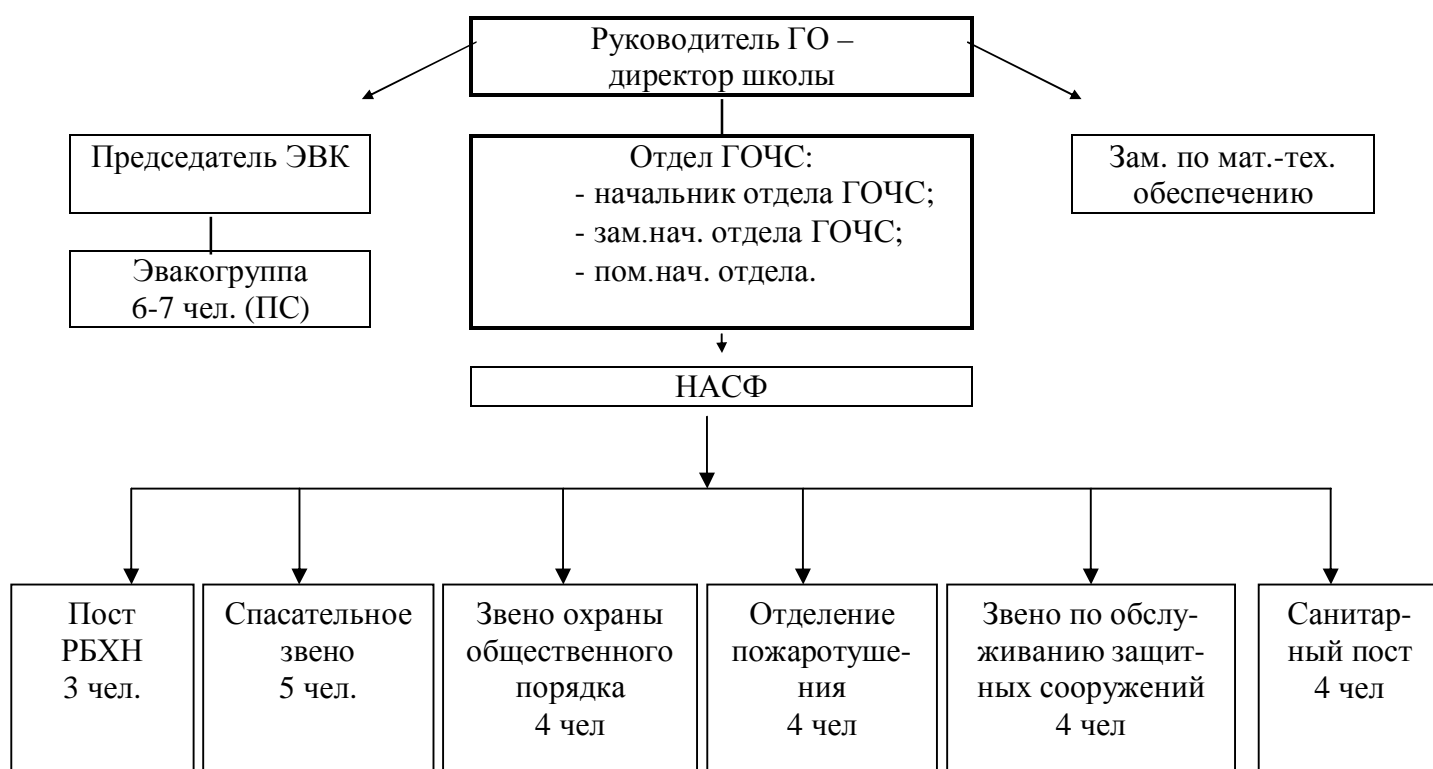 Руководитель ГО –
директор школы
Председатель ЭВК
Отдел ГОЧС:
- начальник отдела ГОЧС;
- зам.нач. отдела ГОЧС;
- пом.нач. отдела.
Зам. по мат.-тех.
обеспечению
Эвакогруппа
6-7 чел. (ПС)
НАСФ
Пост
РБХН
3 чел.
Спасательное
звено
5 чел.
Звено охраны
общественного
порядка
4 чел
Отделение
пожаротуше-
ния
4 чел
Звено по обслу-
живанию защит-
ных сооружений
4 чел
Санитар-
ный пост
4 чел